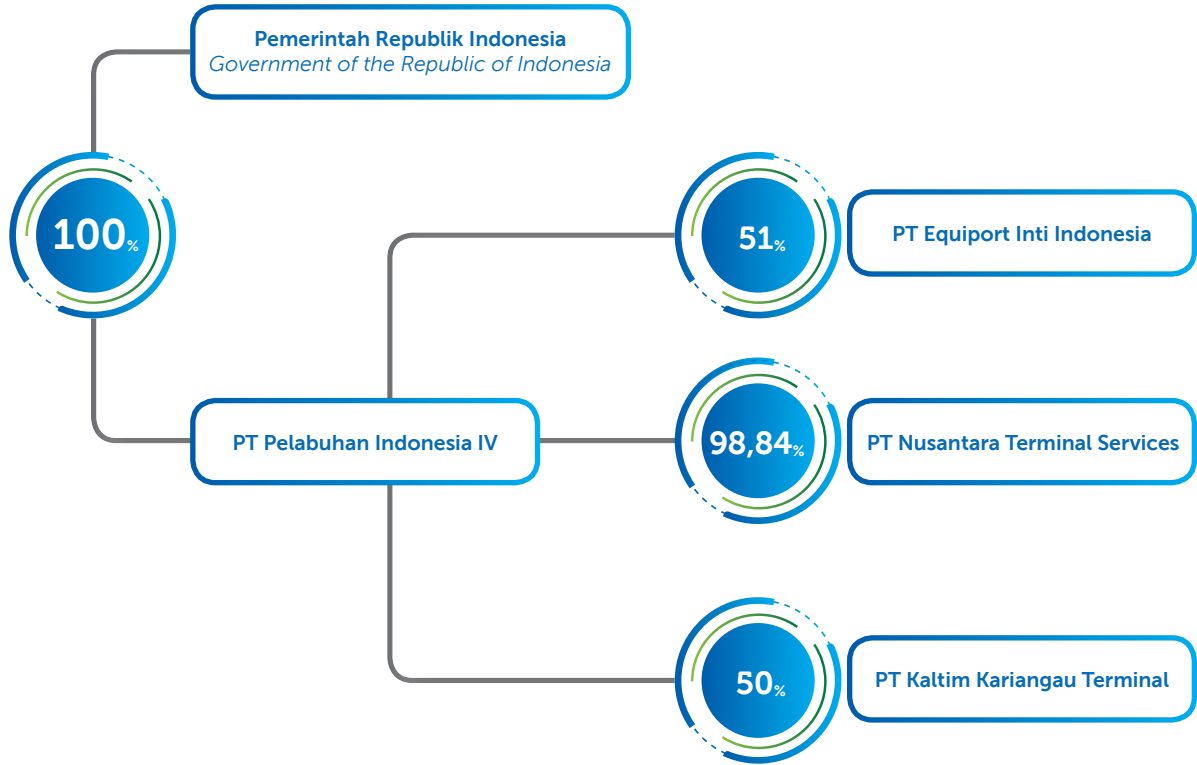 Pemerintah Republik Indonesia
Government of the Republic of Indonesia
100%
51%
PT Equiport Inti Indonesia
PT Pelabuhan Indonesia IV
98,84%
PT Nusantara Terminal Services
50%
PT Kaltim Kariangau Terminal